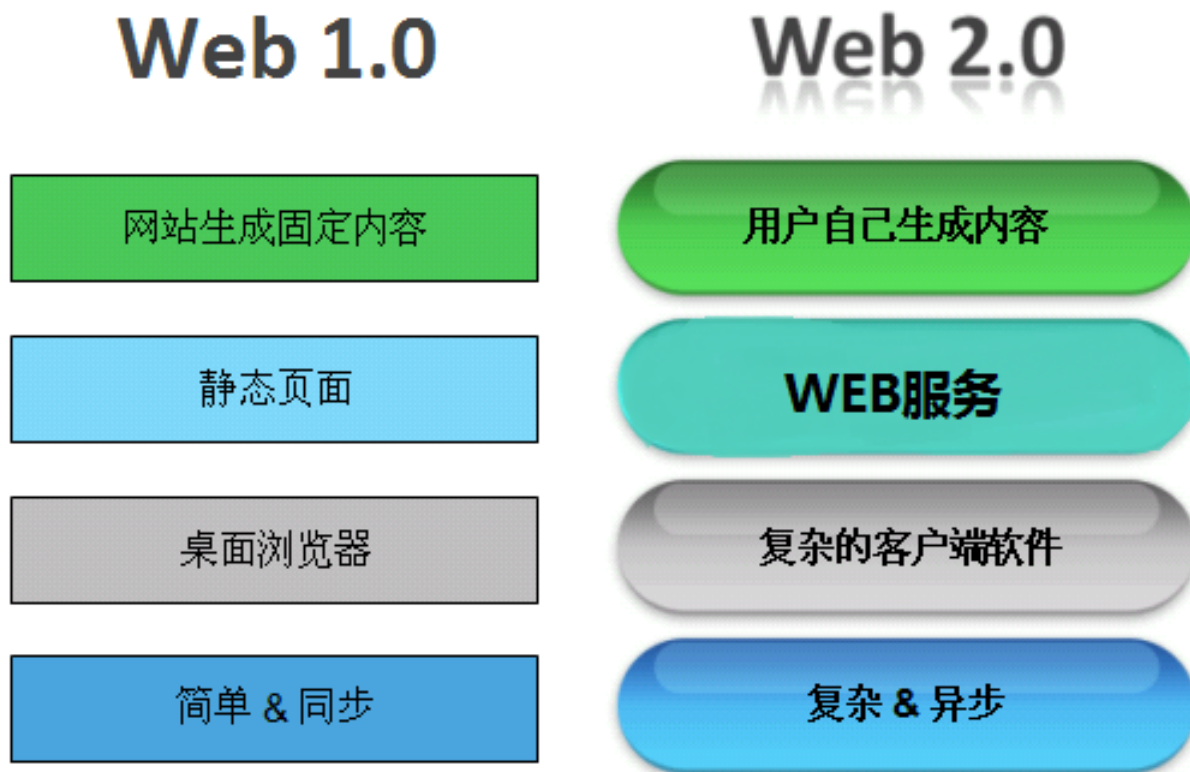 Web 1.0
Web 2.0
网站生成固定内容
用户自己生成内容
静态页面
WEB服务
桌面浏览器
复杂的客户端软件
简单 & 同步
复杂 & 异步